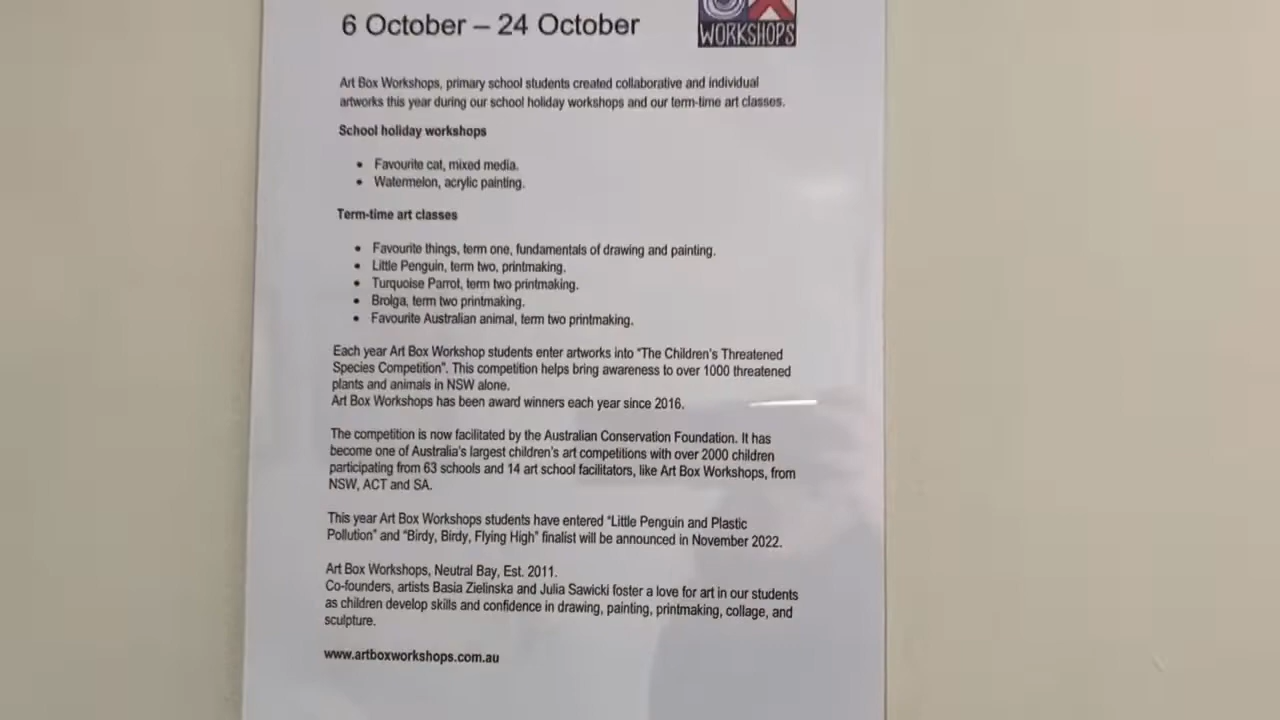 6 October – 24 October
WORKSHOPS
Art Box Workshops, primary school students created collaborative and individual
artworks this year during our school holiday workshops and our term-time art classes.
School holiday workshops
• Favourite cat, mixed media.
• Watermelon, acrylic painting.
Term-time art classes
• Favourite things, term one, fundamentals of drawing and painting.
• Little Penguin, term two, printmaking.
• Turquoise Parrot, term two printmaking.
• Brolga, term two printmaking.
• Favourite Australian animal, term two printmaking.
Each year Art Box Workshop students enter artworks into "The Children's Threatened
Species Competition". This competition helps bring awareness to over 1000 threatened
plants and animals in NSW alone.
Art Box Workshops has been award winners each year since 2016.
The competition is now facilitated by the Australian Conservation Foundation. It has
become one of Australia's largest children's art competitions with over 2000 children
participating from 63 schools and 14 art school facilitators, like Art Box Workshops, from
NSW, ACT and SA.
This year Art Box Workshops students have entered "Little Penguin and Plastic
Pollution" and "Birdy, Birdy, Flying High" finalist will be announced in November 2022.
Art Box Workshops, Neutral Bay, Est. 2011.
Co-founders, artists Basia Zielinska and Julia Sawicki foster a love for art in our students
as children develop skills and confidence in drawing, painting, printmaking, collage, and
sculpture.
www.artboxworkshops.com.au